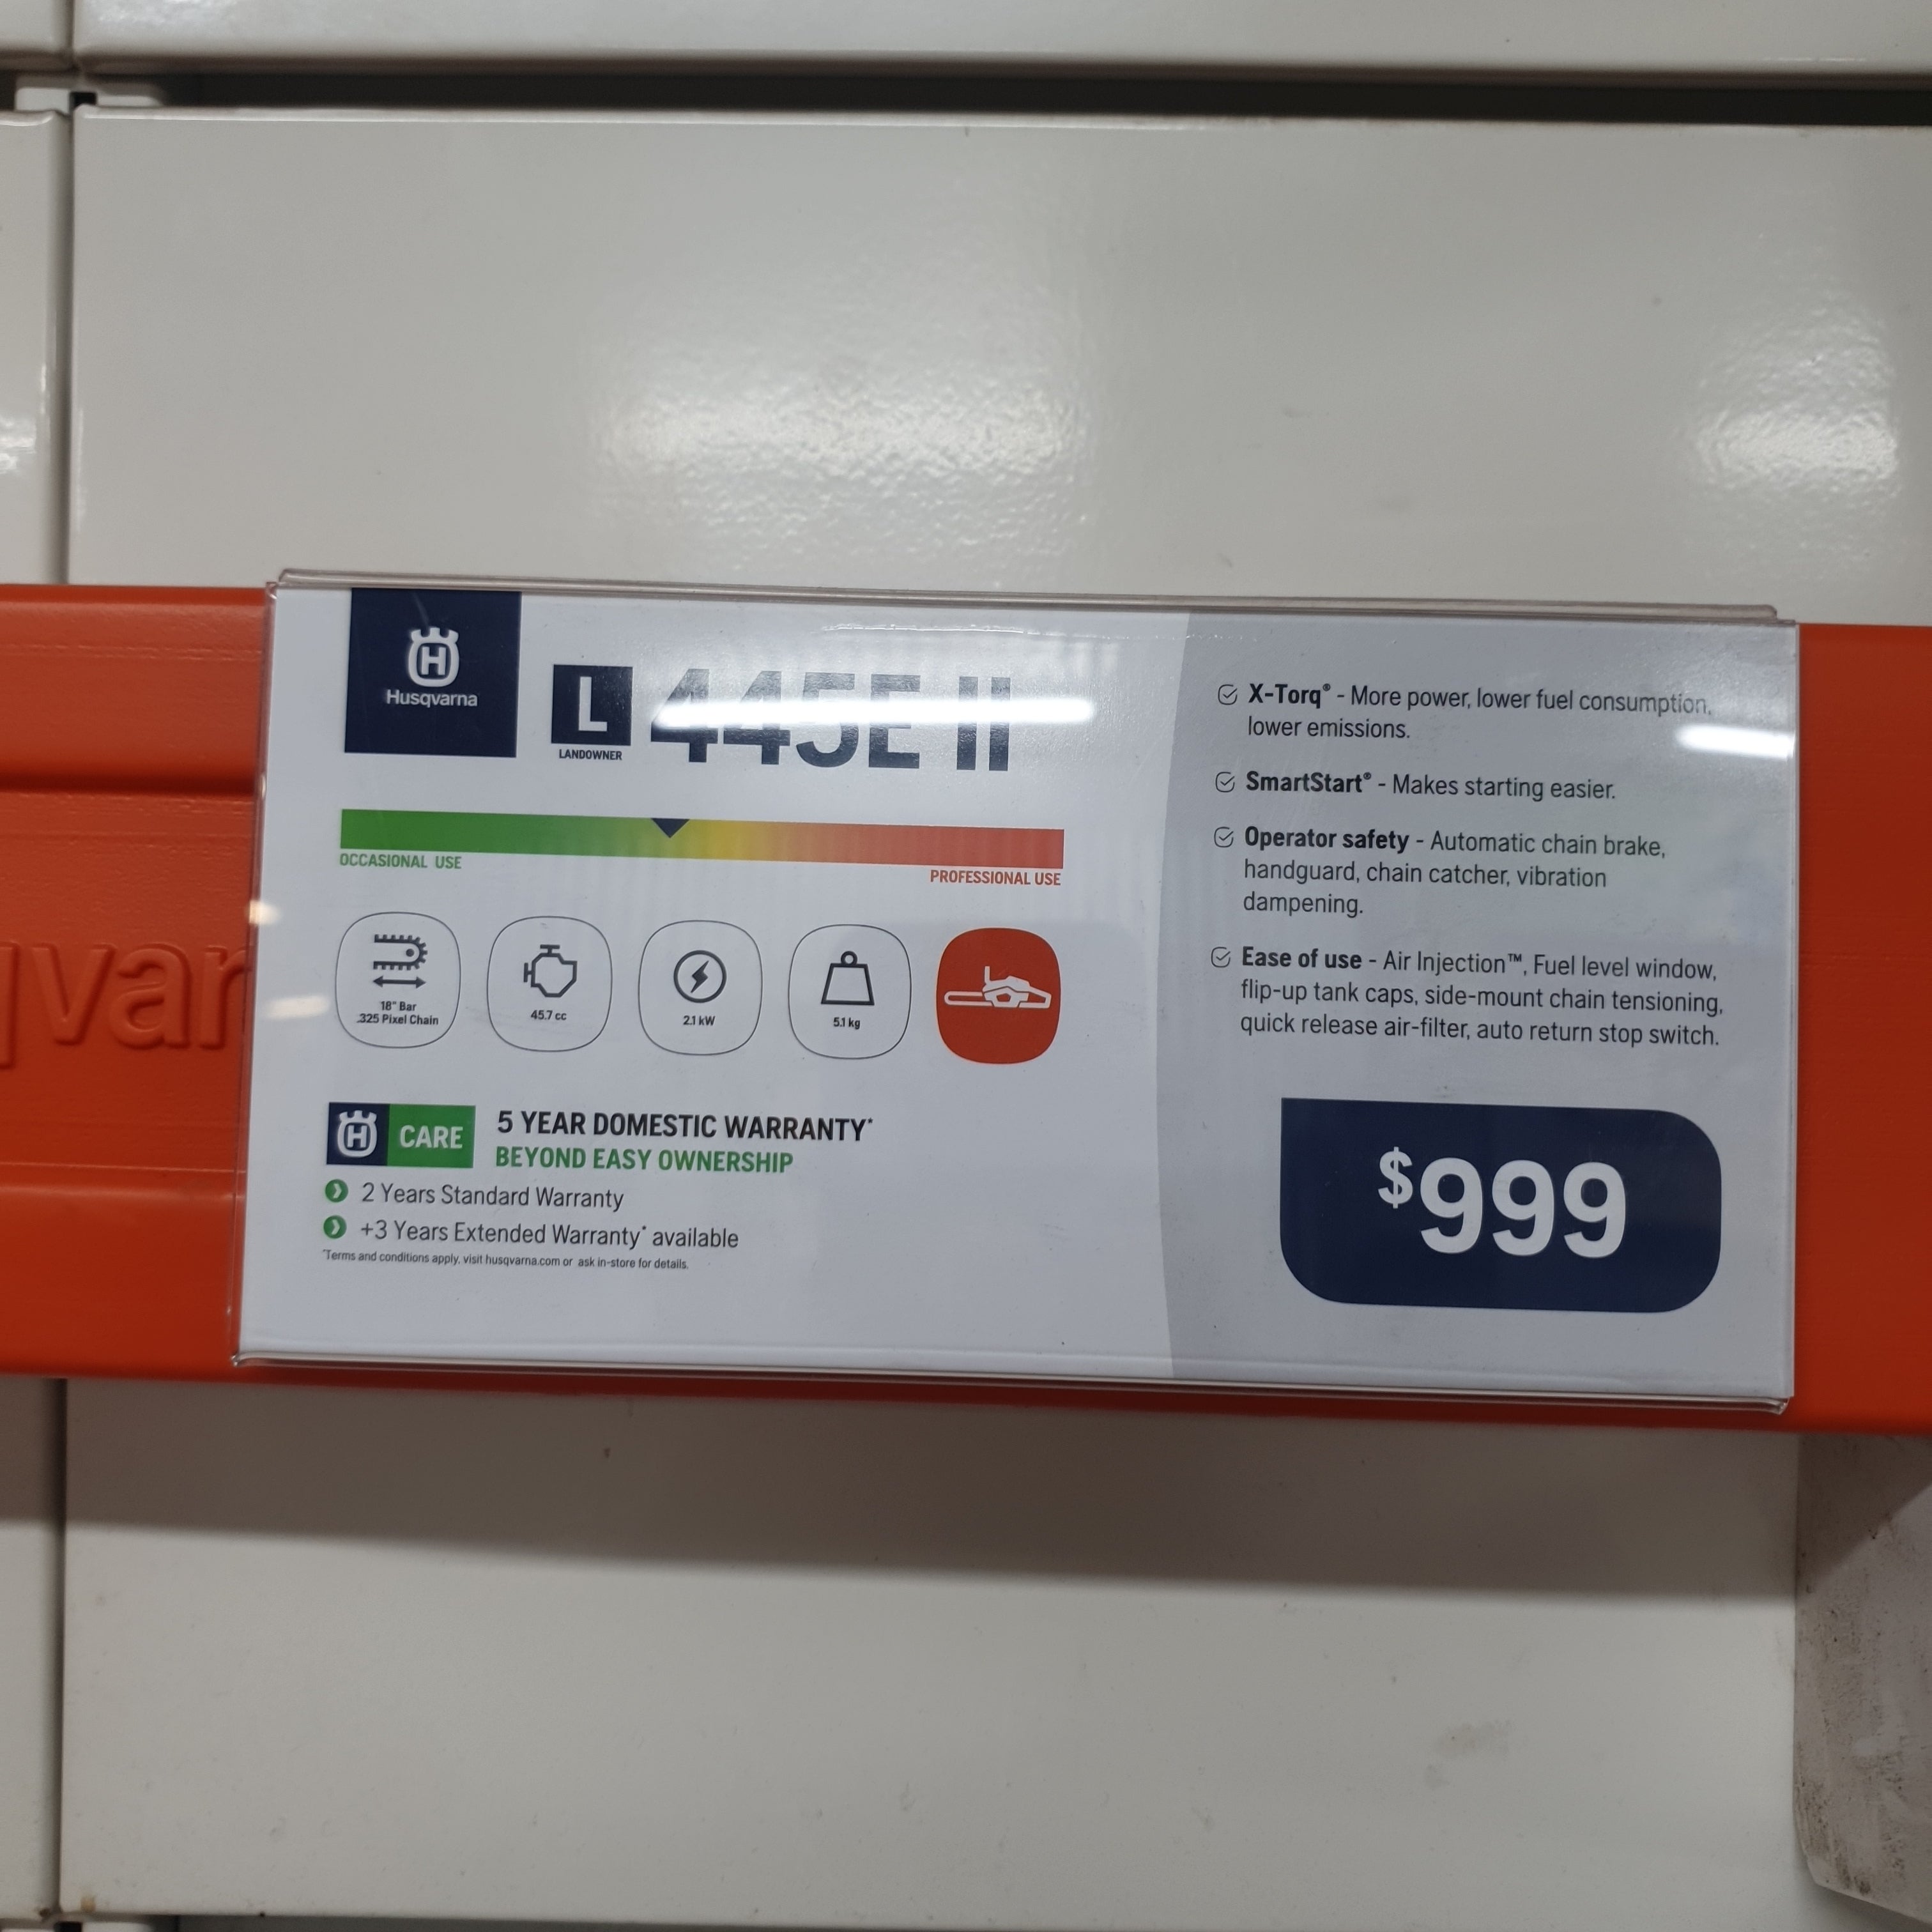 Husqvarna
L
LANDOWNER
445E II
OCCASIONAL USE
PROFESSIONAL USE
18" Bar
.325 Pixel Chain
45.7 cc
2.1 kW
5.1 kg
H CARE
5 YEAR DOMESTIC WARRANTY*
BEYOND EASY OWNERSHIP
2 Years Standard Warranty
+3 Years Extended Warranty* available
*Terms and conditions apply, visit husqvarna.com or ask in-store for details.
X-Torq® - More power, lower fuel consumption,
lower emissions.
SmartStart® - Makes starting easier.
Operator safety - Automatic chain brake,
handguard, chain catcher, vibration
dampening.
Ease of use - Air Injection™, Fuel level window,
flip-up tank caps, side-mount chain tensioning,
quick release air-filter, auto return stop switch.
$999
qvar